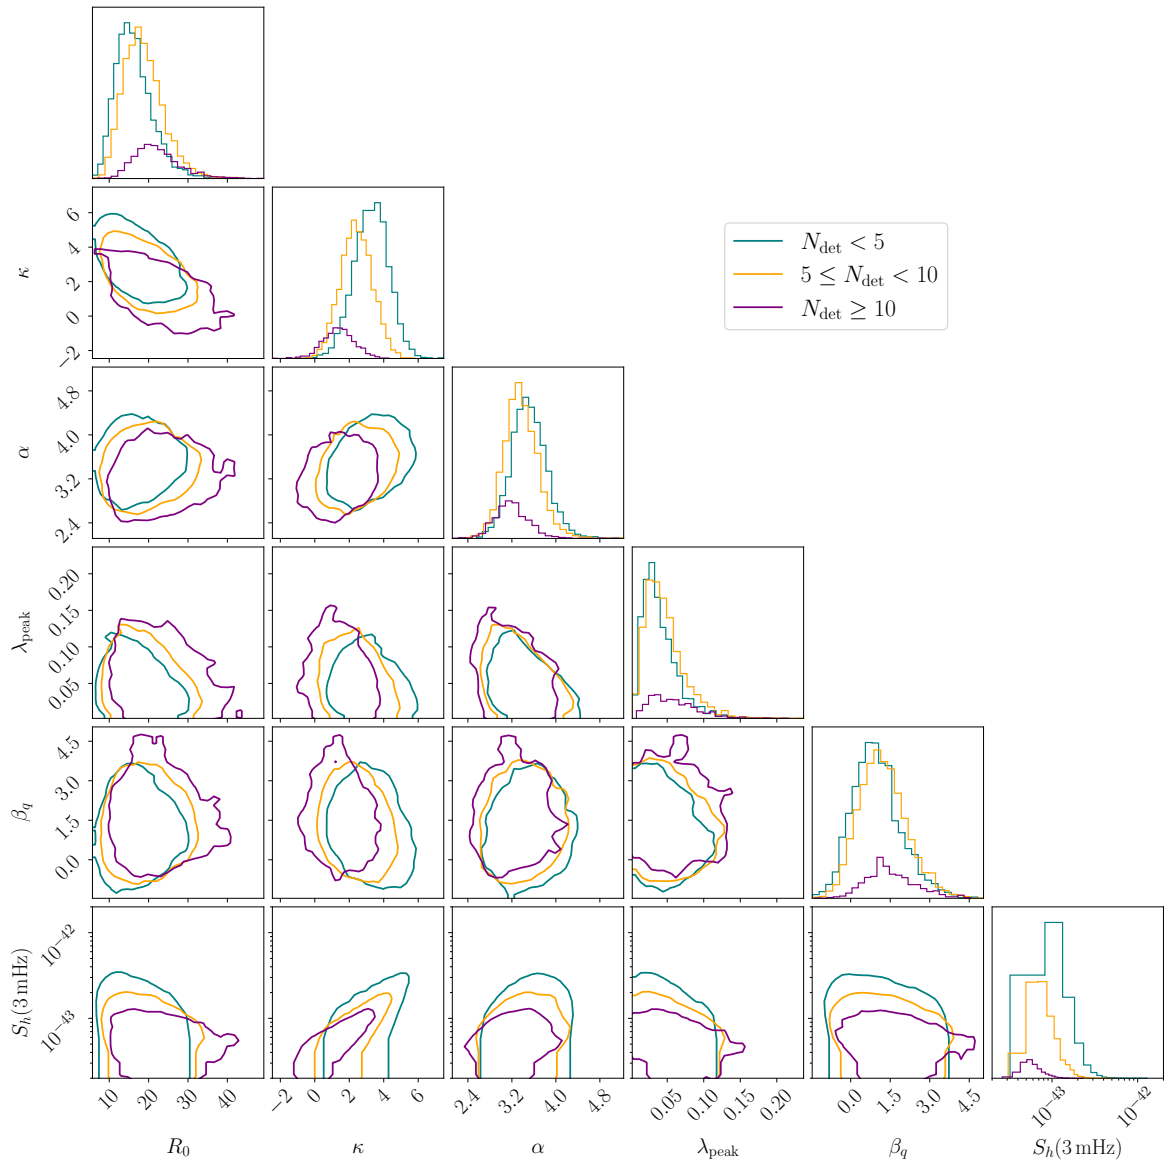 6
4
2
0
−2
κ
N_det < 5
5 ≤ N_det < 10
N_det ≥ 10
4.8
4.0
3.2
2.4
α
0.20
0.15
0.10
0.05
λ_peak
4.5
3.0
1.5
0.0
β_q
10⁻⁴²
10⁻⁴³
S_h(3 mHz)
10 20 30 40 −2 0 2 4 6 2.4 3.2 4.0 4.8 0.05 0.10 0.15 0.20 0.0 1.5 3.0 4.5 10⁻⁴³ 10⁻⁴²
R₀ κ α λ_peak β_q S_h(3 mHz)